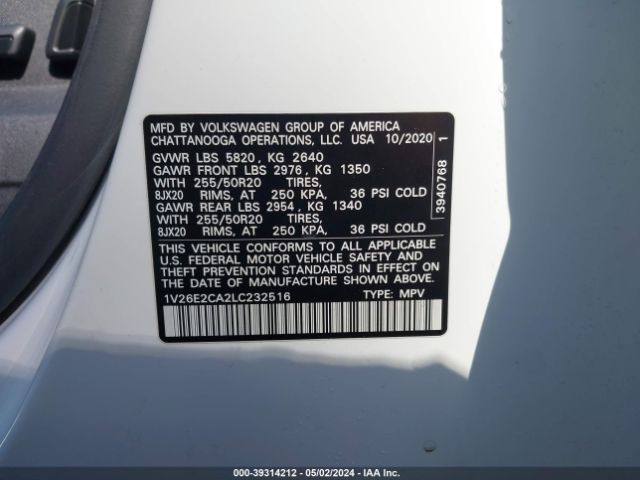 MFD BY VOLKSWAGEN GROUP OF AMERICA
CHATTANOOGA OPERATIONS, LLC. USA 10/2020
GVWR LBS 5820, KG 2640
GAWR FRONT LBS 2976, KG 1350
WITH 255/50R20 TIRES,
8JX20 RIMS, AT 250 KPA, 36 PSI COLD
GAWR REAR LBS 2954, KG 1340
WITH 255/50R20 TIRES,
8JX20 RIMS, AT 250 KPA, 36 PSI COLD
THIS VEHICLE CONFORMS TO ALL APPLICABLE
U.S. FEDERAL MOTOR VEHICLE SAFETY AND
THEFT PREVENTION STANDARDS IN EFFECT ON
THE DATE OF MANUFACTURE SHOWN ABOVE.
1V26E2CA2LC232516 TYPE: MPV
3940768 1
000-39314212 - 05/02/2024 - IAA Inc.